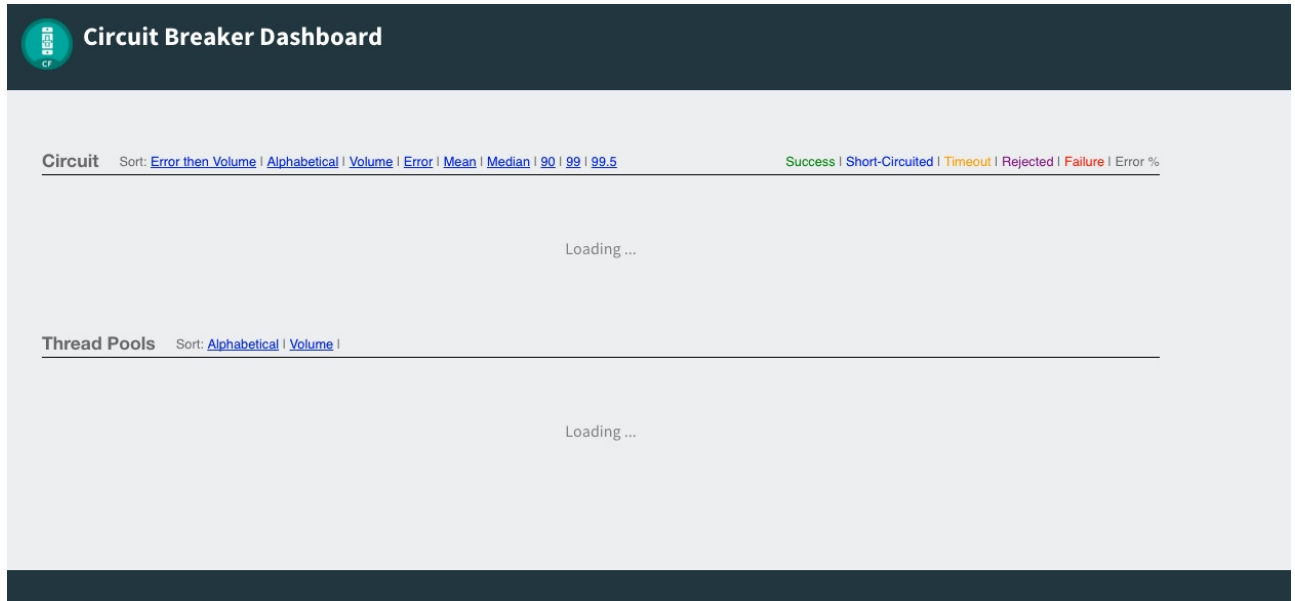 Circuit Breaker Dashboard
CF
Circuit Sort: Error then Volume | Alphabetical | Volume | Error | Mean | Median | 90 | 99 | 99.5 Success | Short-Circuited | Timeout | Rejected | Failure | Error %
Loading ...
Thread Pools Sort: Alphabetical | Volume |
Loading ...